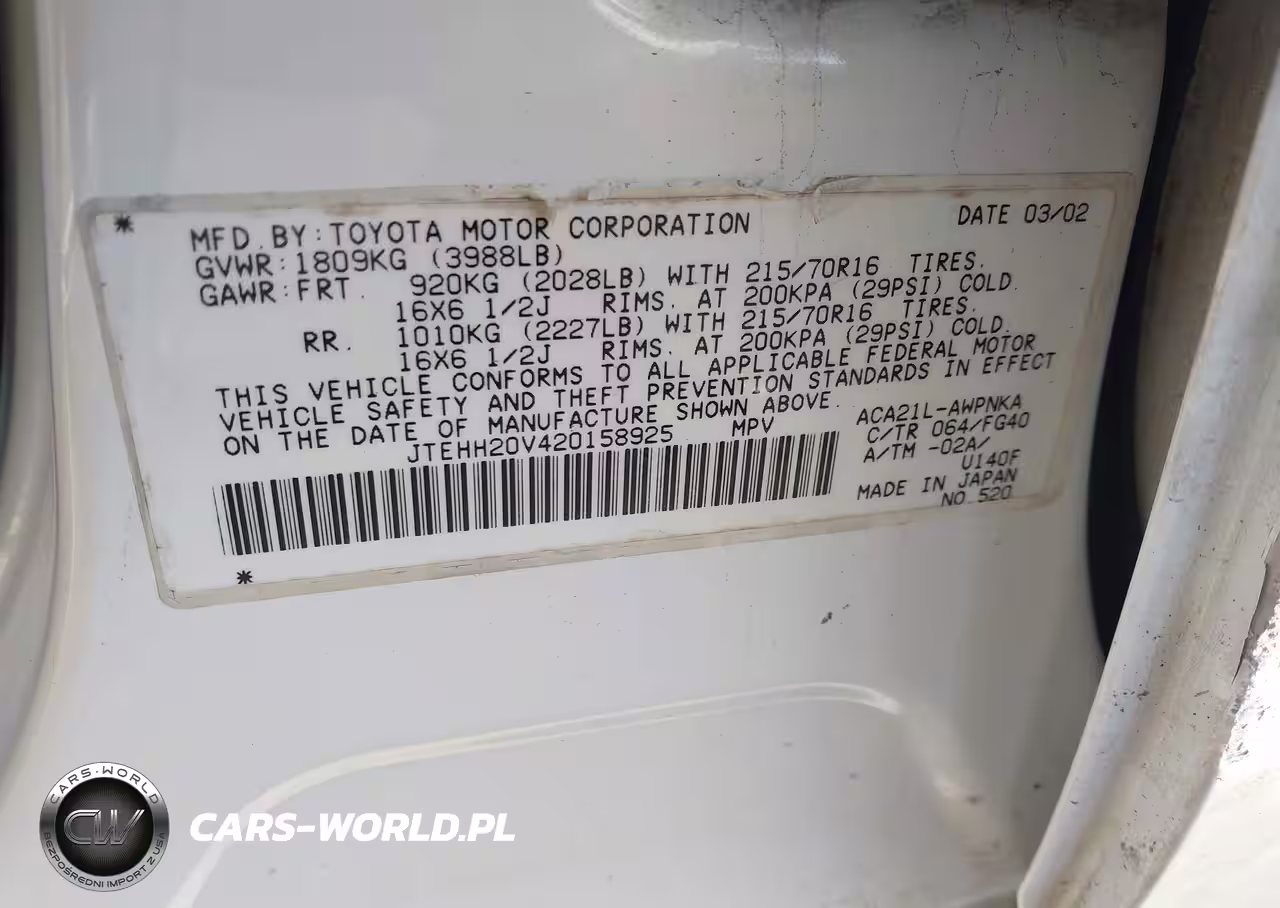 * MFD. BY: TOYOTA MOTOR CORPORATION DATE 03/02
GVWR: 1809KG (3988LB)
GAWR: FRT. 920KG (2028LB) WITH 215/70R16 TIRES.
16X6 1/2J RIMS. AT 200KPA (29PSI) COLD.
RR. 1010KG (2227LB) WITH 215/70R16 TIRES.
16X6 1/2J RIMS. AT 200KPA (29PSI) COLD.
THIS VEHICLE CONFORMS TO ALL APPLICABLE FEDERAL MOTOR
VEHICLE SAFETY AND THEFT PREVENTION STANDARDS IN EFFECT
ON THE DATE OF MANUFACTURE SHOWN ABOVE.
JTEHH20V420158925 MPV
ACA21L-AWPNKA
C/TR 064/FG40
A/TM -02A/
U140F
MADE IN JAPAN
NO. 520
*
CARS-WORLD
CW
BEZPOŚREDNI IMPORT Z USA
CARS-WORLD.PL